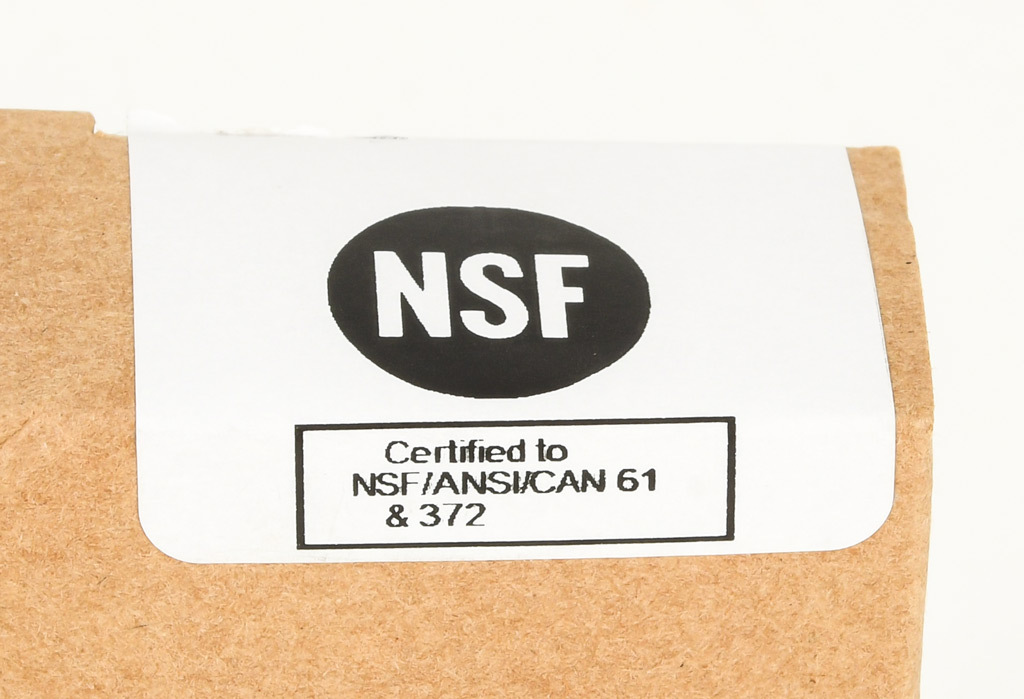 NSF
Certified to
NSF/ANSI/CAN 61
& 372